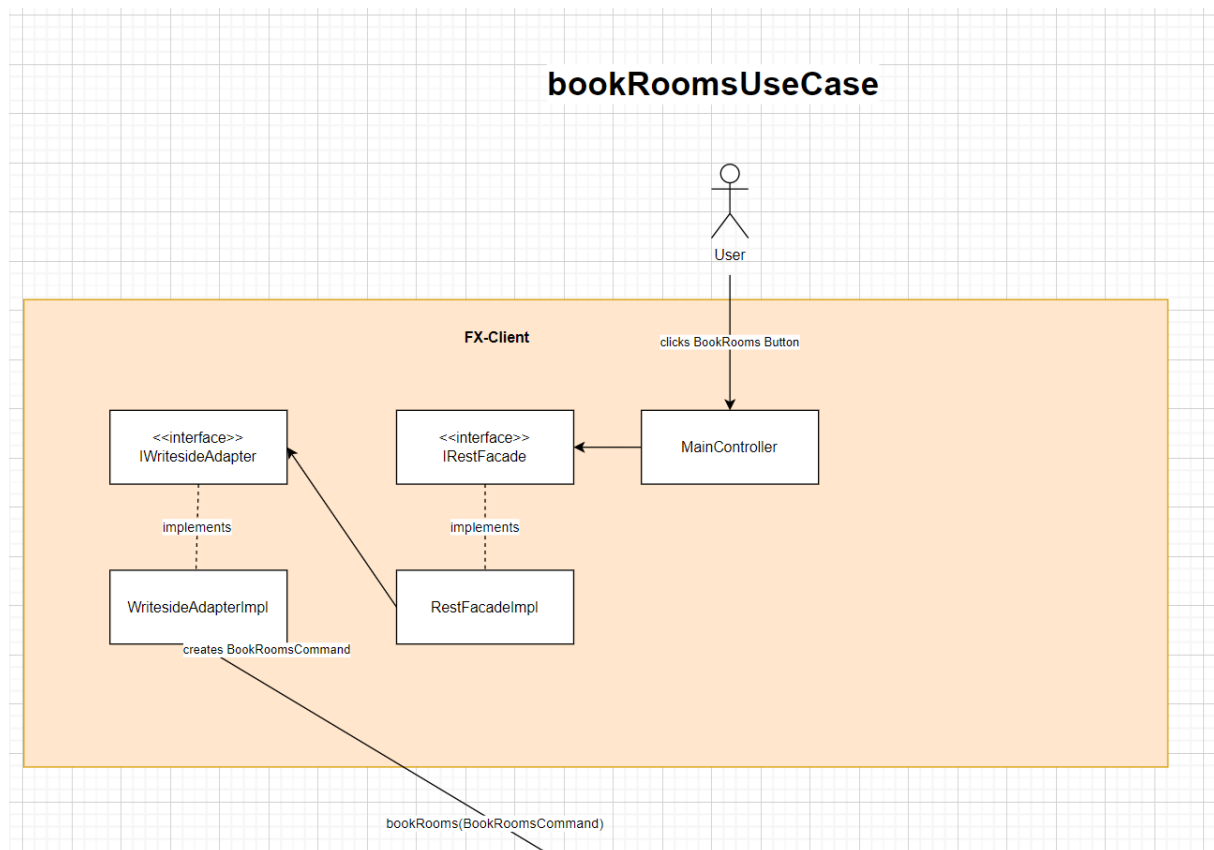 bookRoomsUseCase
User
FX-Client
clicks BookRooms Button
<<interface>>
IWritesideAdapter
<<interface>>
IRestFacade
MainController
implements
implements
WritesideAdapterImpl
RestFacadeImpl
creates BookRoomsCommand
bookRooms(BookRoomsCommand)